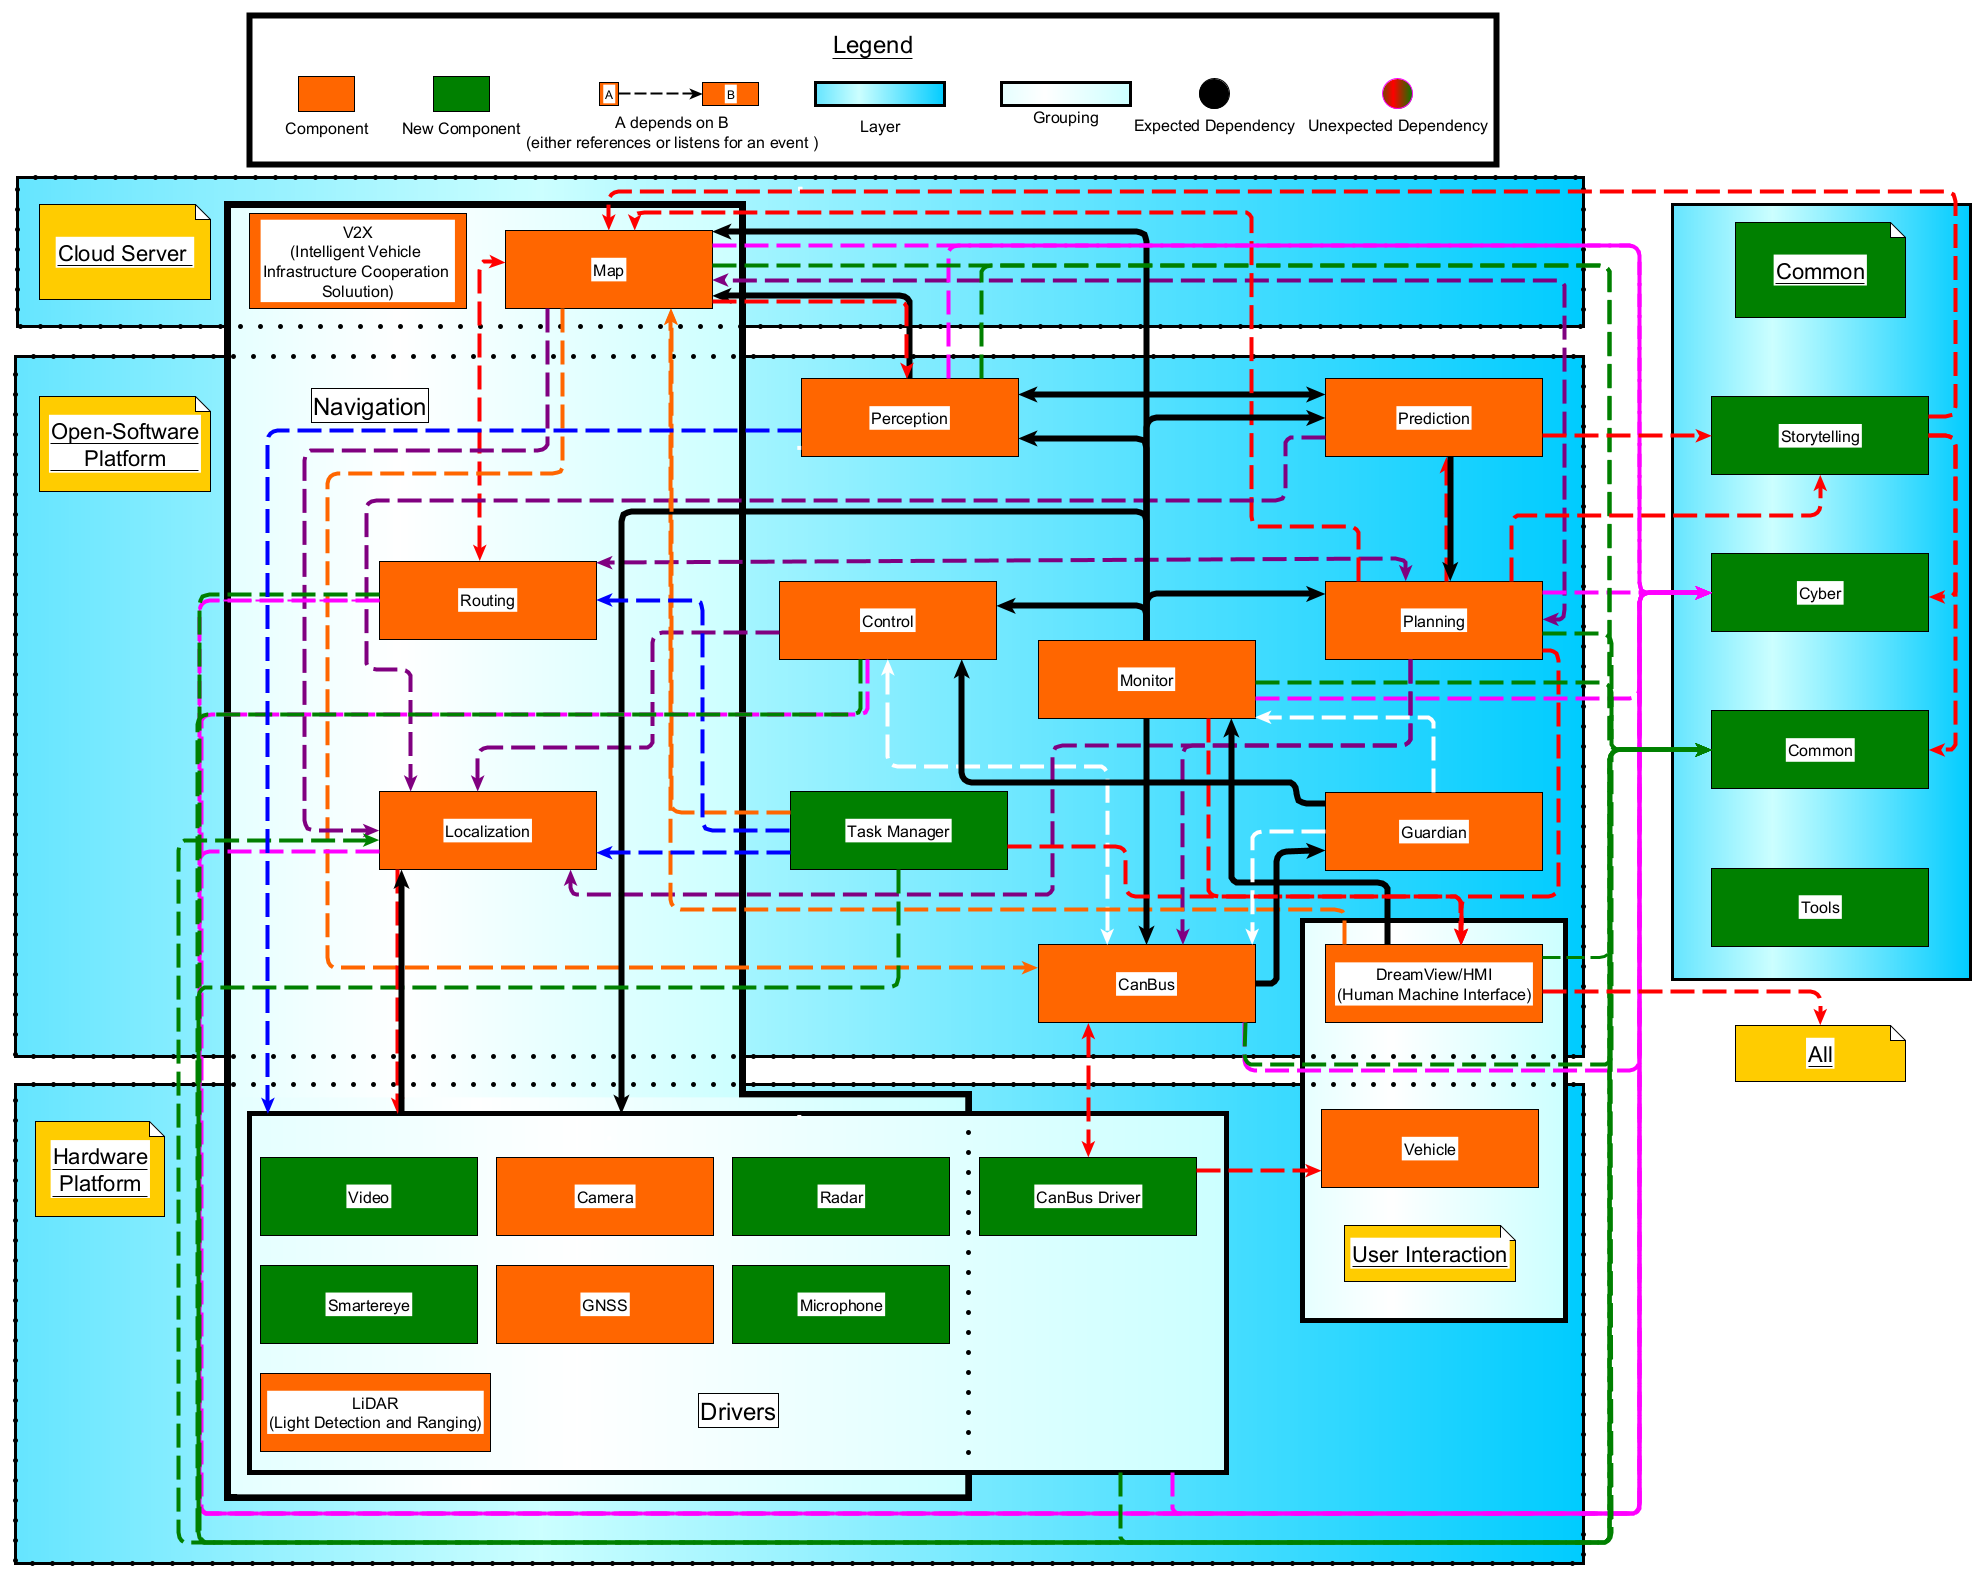 Legend
Component
New Component
A
B
A depends on B
(either references or listens for an event )
Layer
Grouping
Expected Dependency
Unexpected Dependency
Cloud Server
V2X
(Intelligent Vehicle
Infrastructure Cooperation
Soluution)
Map
Common
Open-Software
Platform
Navigation
Perception
Prediction
Storytelling
Routing
Control
Planning
Cyber
Monitor
Common
Localization
Task Manager
Guardian
Tools
CanBus
DreamView/HMI
(Human Machine Interface)
All
Hardware
Platform
Vehicle
Video
Camera
Radar
CanBus Driver
User Interaction
Smartereye
GNSS
Microphone
LiDAR
(Light Detection and Ranging)
Drivers